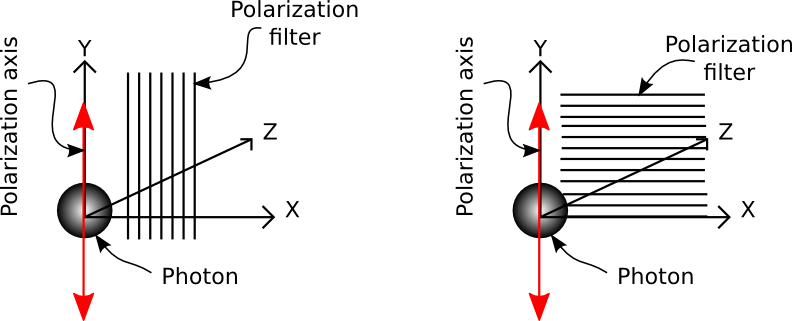 Polarization
filter
Y
Polarization axis
Z
X
Photon
Polarization
filter
Y
Polarization axis
Z
X
Photon